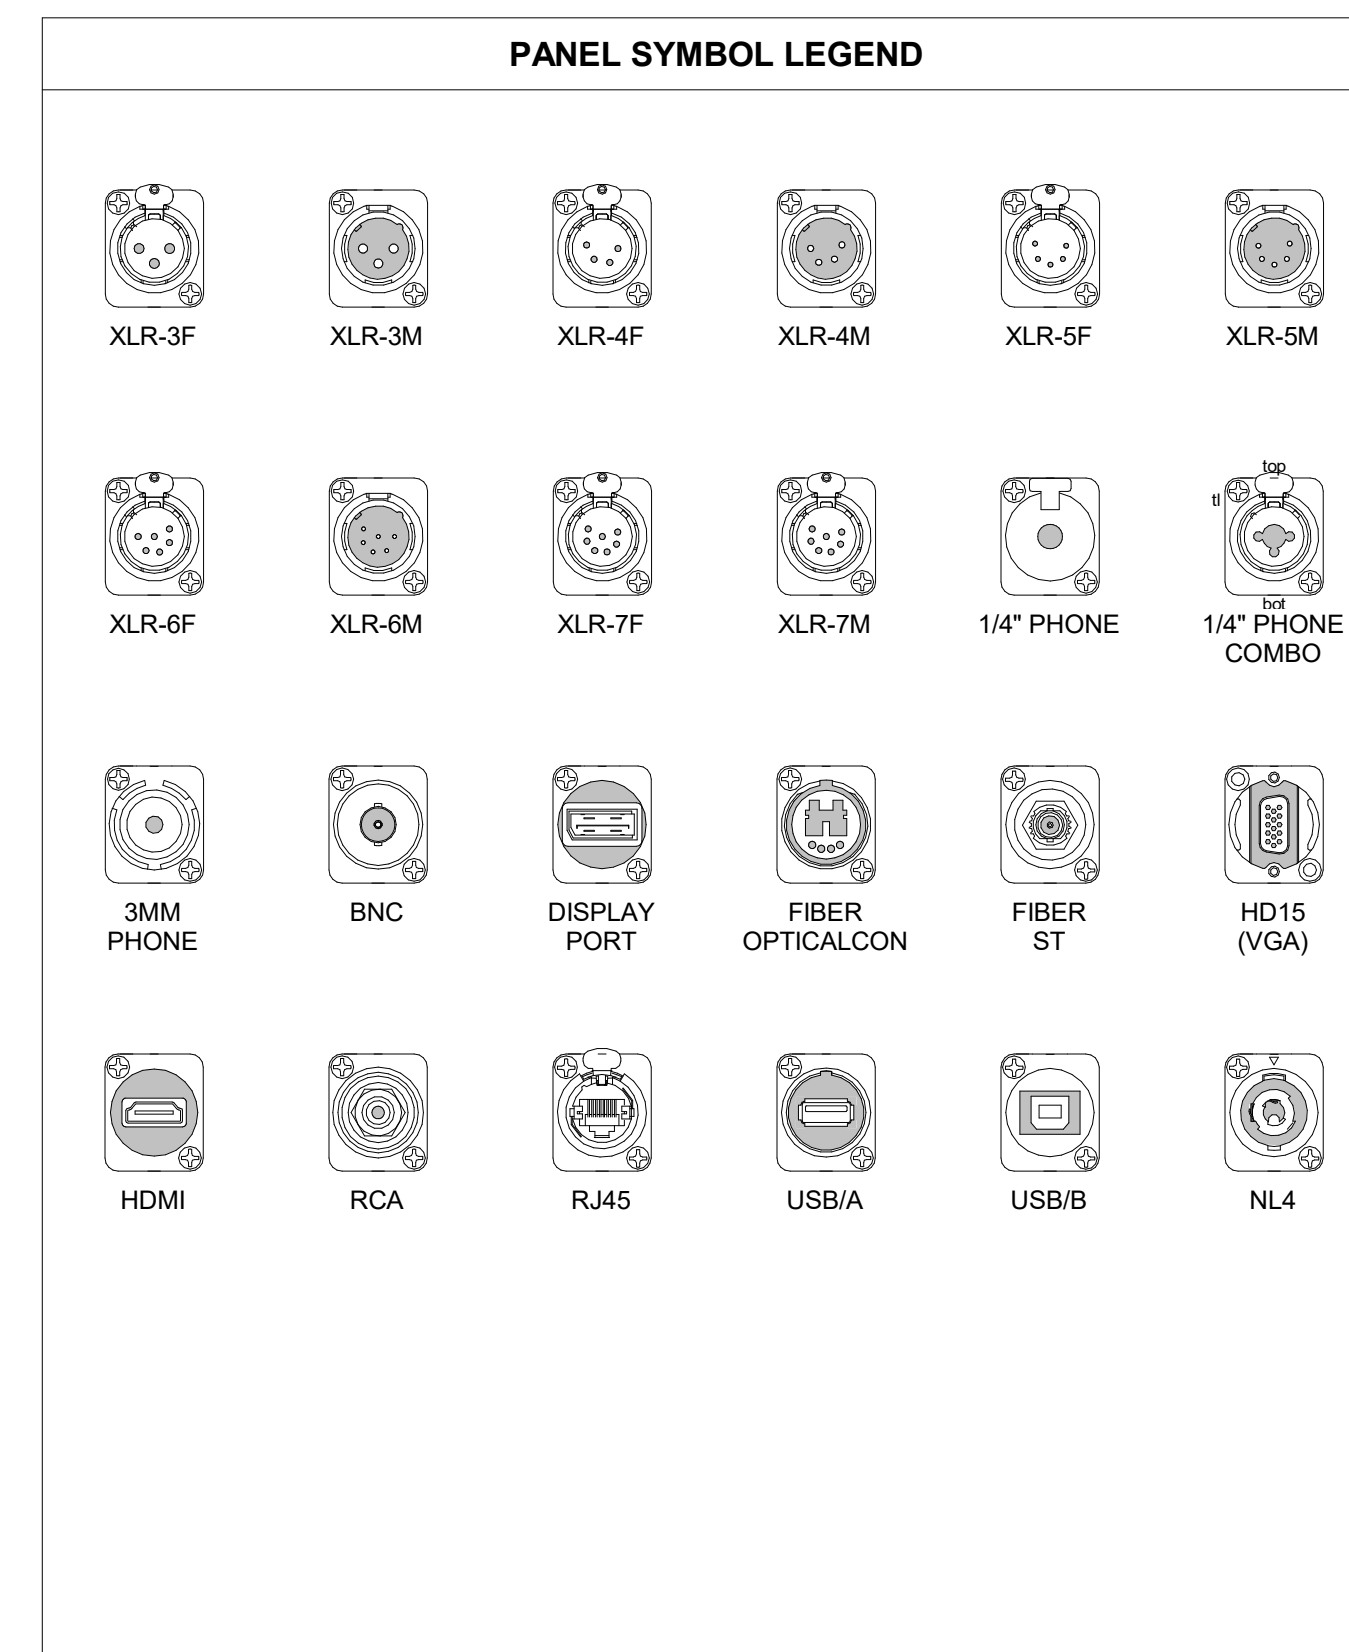 PANEL SYMBOL LEGEND
XLR-3F
XLR-3M
XLR-4F
XLR-4M
XLR-5F
XLR-5M
XLR-6F
XLR-6M
XLR-7F
XLR-7M
1/4" PHONE
top
tl
bot
1/4" PHONE
COMBO
3MM
PHONE
BNC
DISPLAY
PORT
FIBER
OPTICALCON
FIBER
ST
HD15
(VGA)
HDMI
RCA
RJ45
USB/A
USB/B
NL4